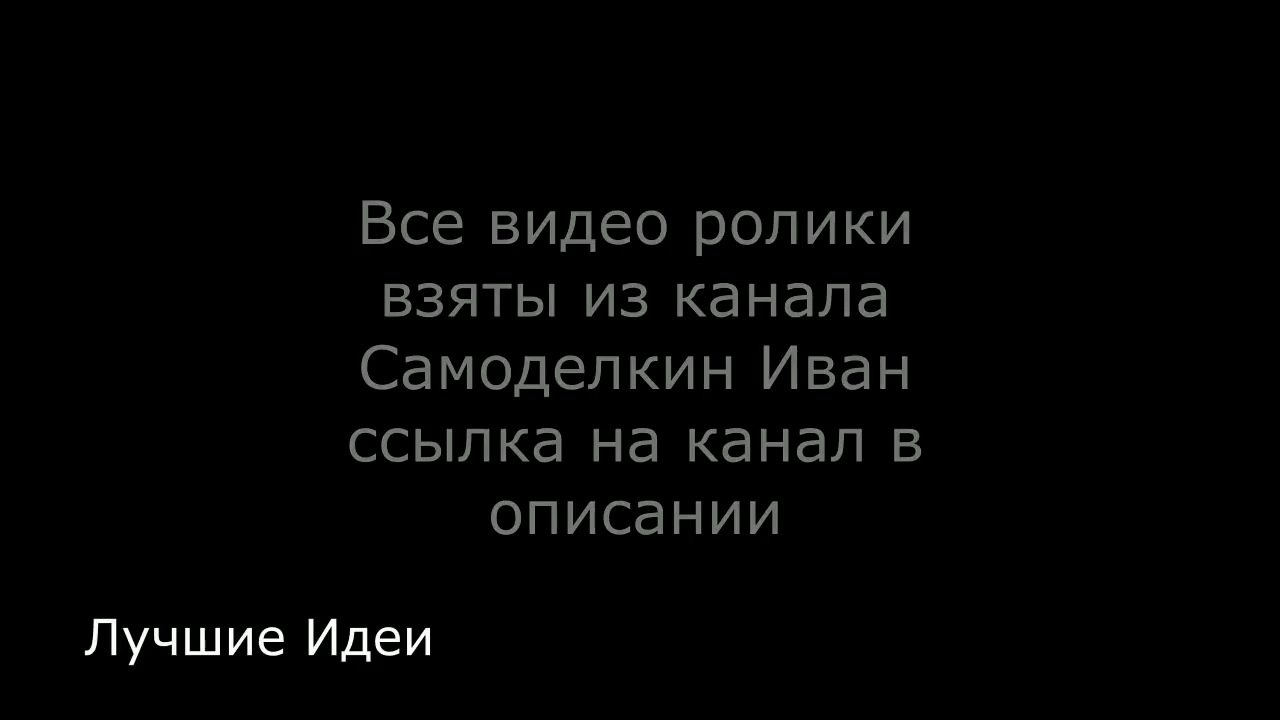 Все видео ролики
взяты из канала
Самоделкин Иван
ссылка на канал в
описании
Лучшие Идеи